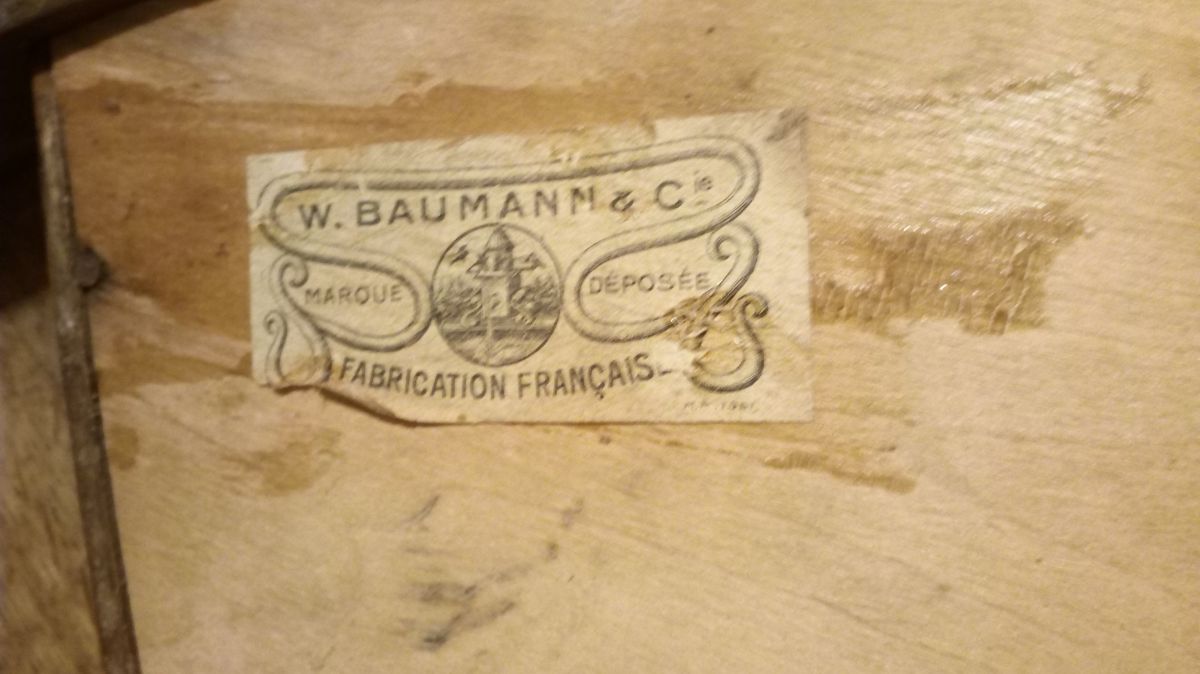 W. BAUMANN & Cie
MARQUE DÉPOSÉE
FABRICATION FRANÇAIS